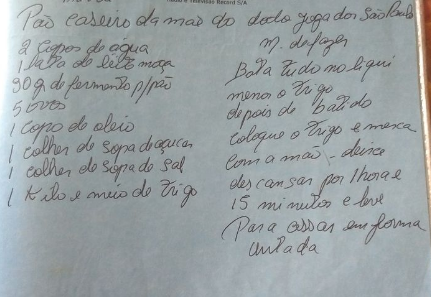 Pão caseiro da mão do dedo jogador São Paulo
2 copos de água
1 lata de leite moça
90g de fermento p/pão
5 ovos
1 copo de oleio
1 colher de sopa de açucar
1 colher de sopa de sal
1 Kilo e meio de trigo
m. de fazer
Bata tudo no liqui
menos o trigo
depois de batido
coloque o trigo e mexa
com a mão - deixe
descansar por 1 hora e
15 minutos e leve
Para assar em forma
untada